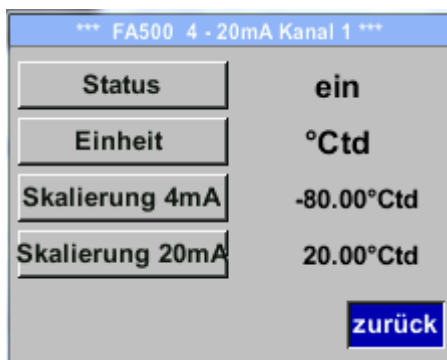 *** FA500 4 - 20mA Kanal 1 ***
Status ein
Einheit °Ctd
Skalierung 4mA -80.00°Ctd
Skalierung 20mA 20.00°Ctd
zurück